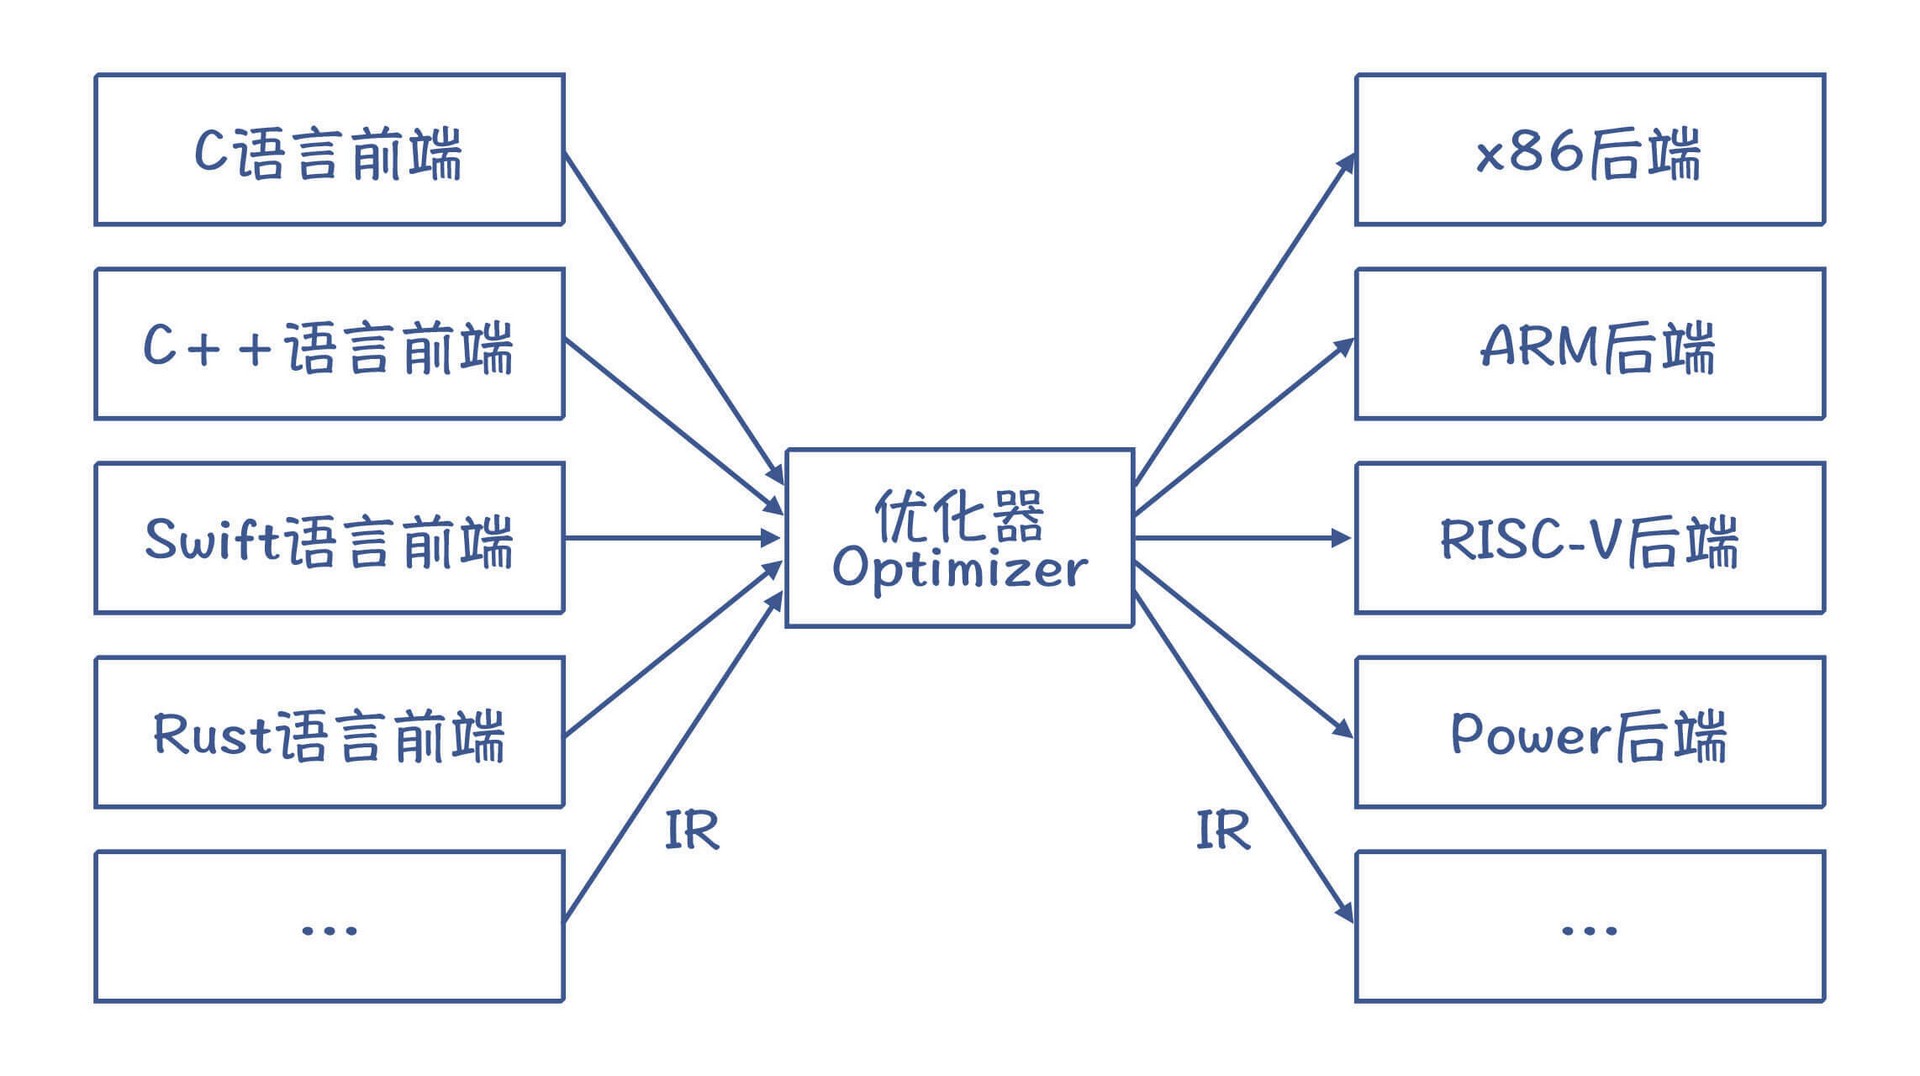 C语言前端
C++语言前端
Swift语言前端
Rust语言前端
...
IR
优化器
Optimizer
IR
x86后端
ARM后端
RISC-V后端
Power后端
...